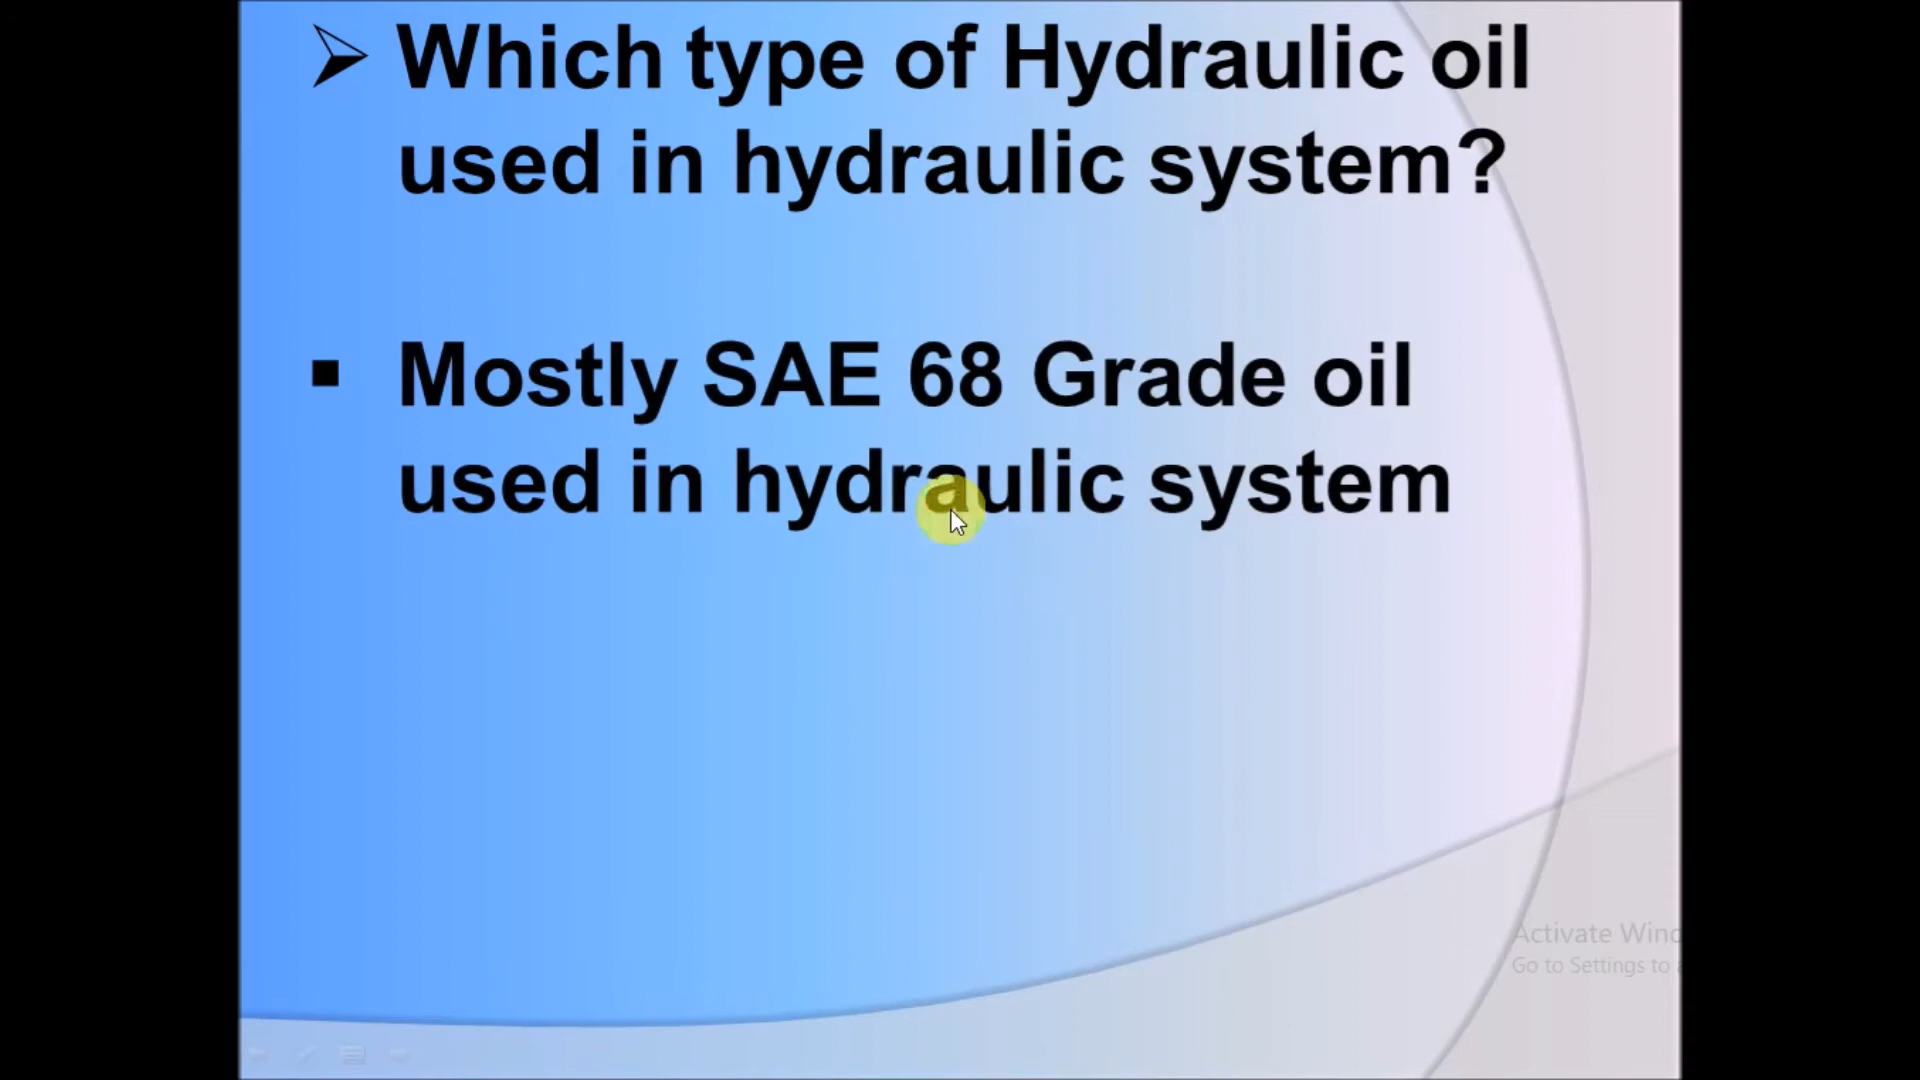 Which type of Hydraulic oil
used in hydraulic system?
Mostly SAE 68 Grade oil
used in hydraulic system
Activate Wind
Go to Settings to a